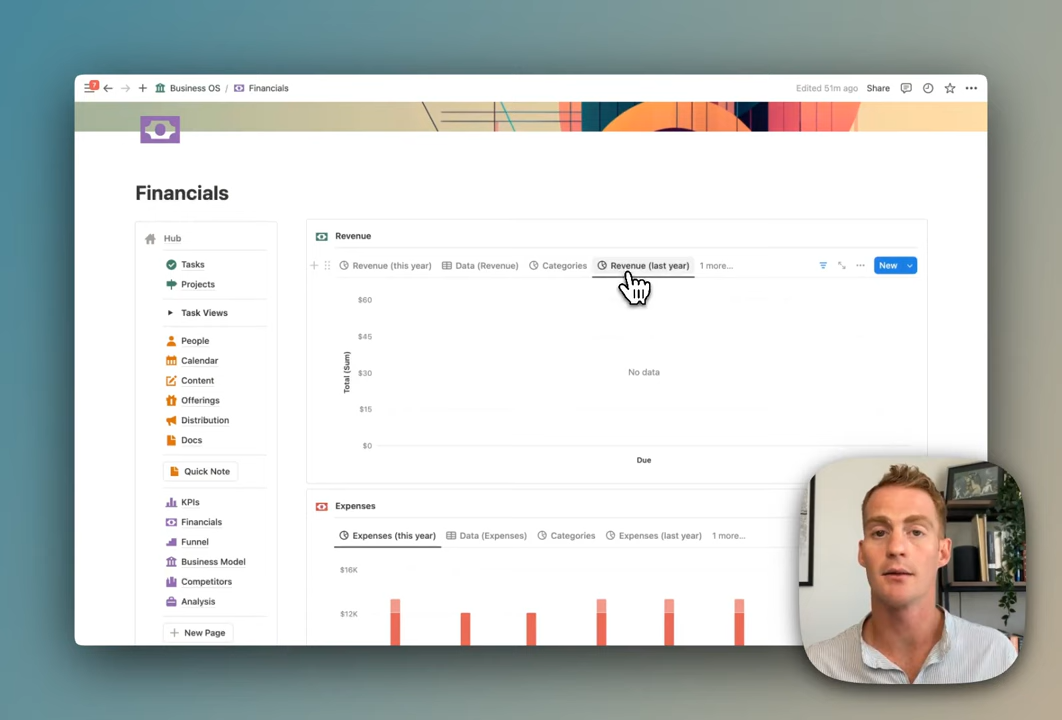 7
Business OS / Financials
Edited 51m ago Share
Financials
Hub
Tasks
Projects
Task Views
People
Calendar
Content
Offerings
Distribution
Docs
Quick Note
KPIs
Financials
Funnel
Business Model
Competitors
Analysis
New Page
Revenue
Revenue (this year) Data (Revenue) Categories Revenue (last year) 1 more... New
$60
$45
$30
$15
$0
Total (Sum)
No data
Due
Expenses
Expenses (this year) Data (Expenses) Categories Expenses (last year) 1 more...
$16K
$12K